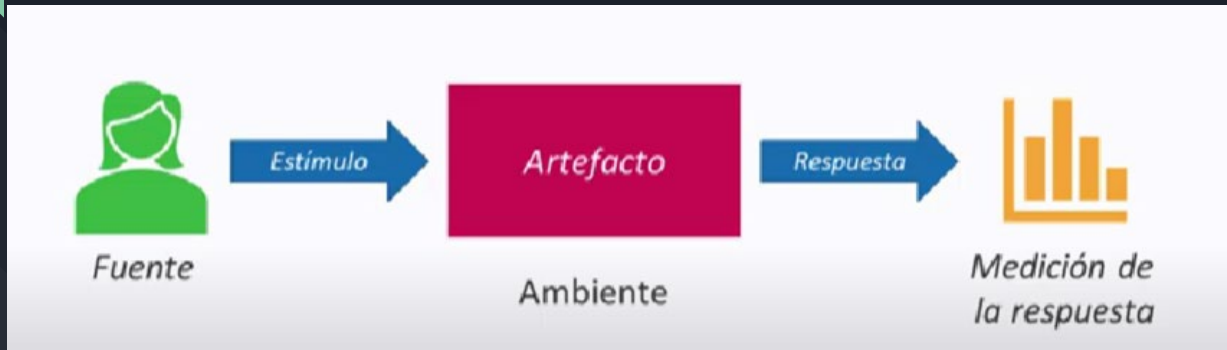 Estímulo
Artefacto
Respuesta
Fuente
Ambiente
Medición de
la respuesta